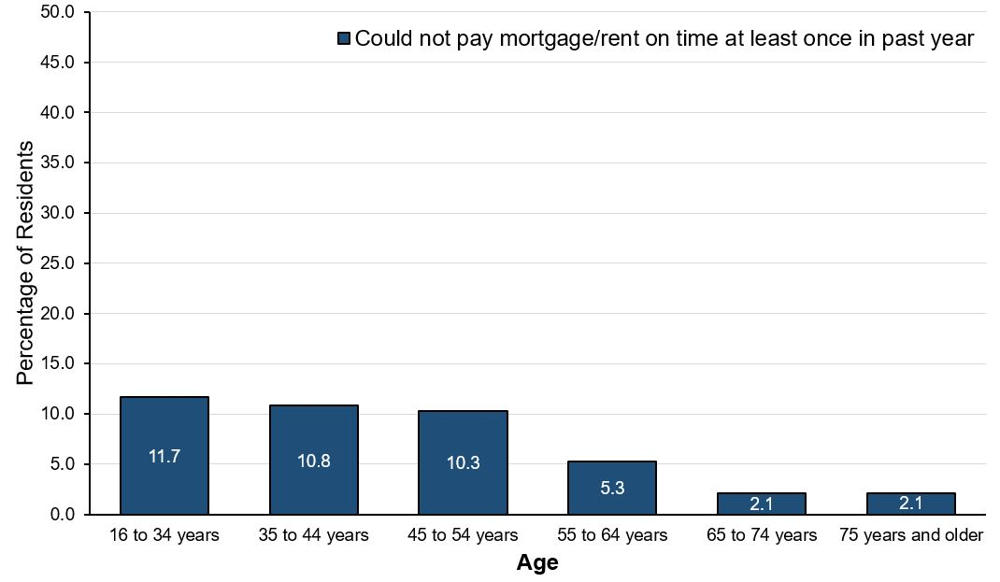 Could not pay mortgage/rent on time at least once in past year
Percentage of Residents
50.0
45.0
40.0
35.0
30.0
25.0
20.0
15.0
10.0
5.0
0.0
11.7
10.8
10.3
5.3
2.1
2.1
16 to 34 years
35 to 44 years
45 to 54 years
55 to 64 years
65 to 74 years
75 years and older
Age